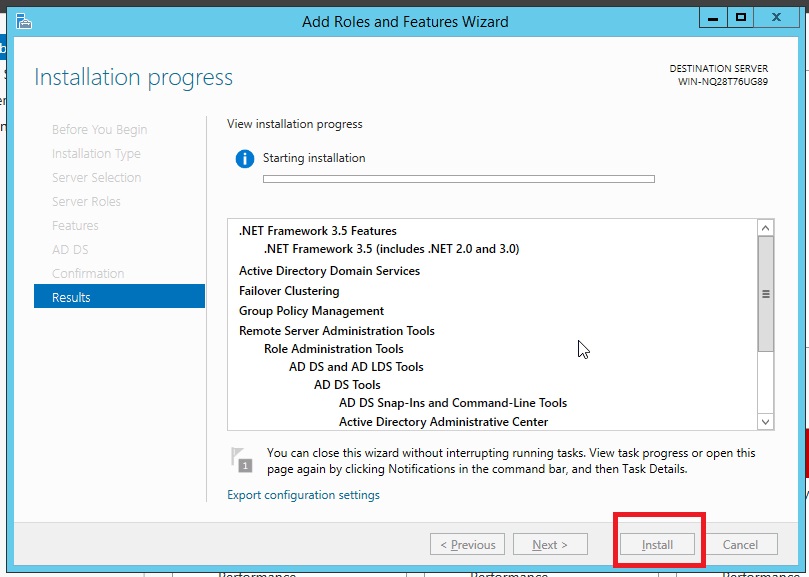 Add Roles and Features Wizard
Installation progress
DESTINATION SERVER
WIN-NQ28T76UG89
Before You Begin
Installation Type
Server Selection
Server Roles
Features
AD DS
Confirmation
Results
View installation progress
Starting installation
.NET Framework 3.5 Features
.NET Framework 3.5 (includes .NET 2.0 and 3.0)
Active Directory Domain Services
Failover Clustering
Group Policy Management
Remote Server Administration Tools
Role Administration Tools
AD DS and AD LDS Tools
AD DS Tools
AD DS Snap-Ins and Command-Line Tools
Active Directory Administrative Center
1
You can close this wizard without interrupting running tasks. View task progress or open this
page again by clicking Notifications in the command bar, and then Task Details.
Export configuration settings
< Previous
Next >
Install
Cancel